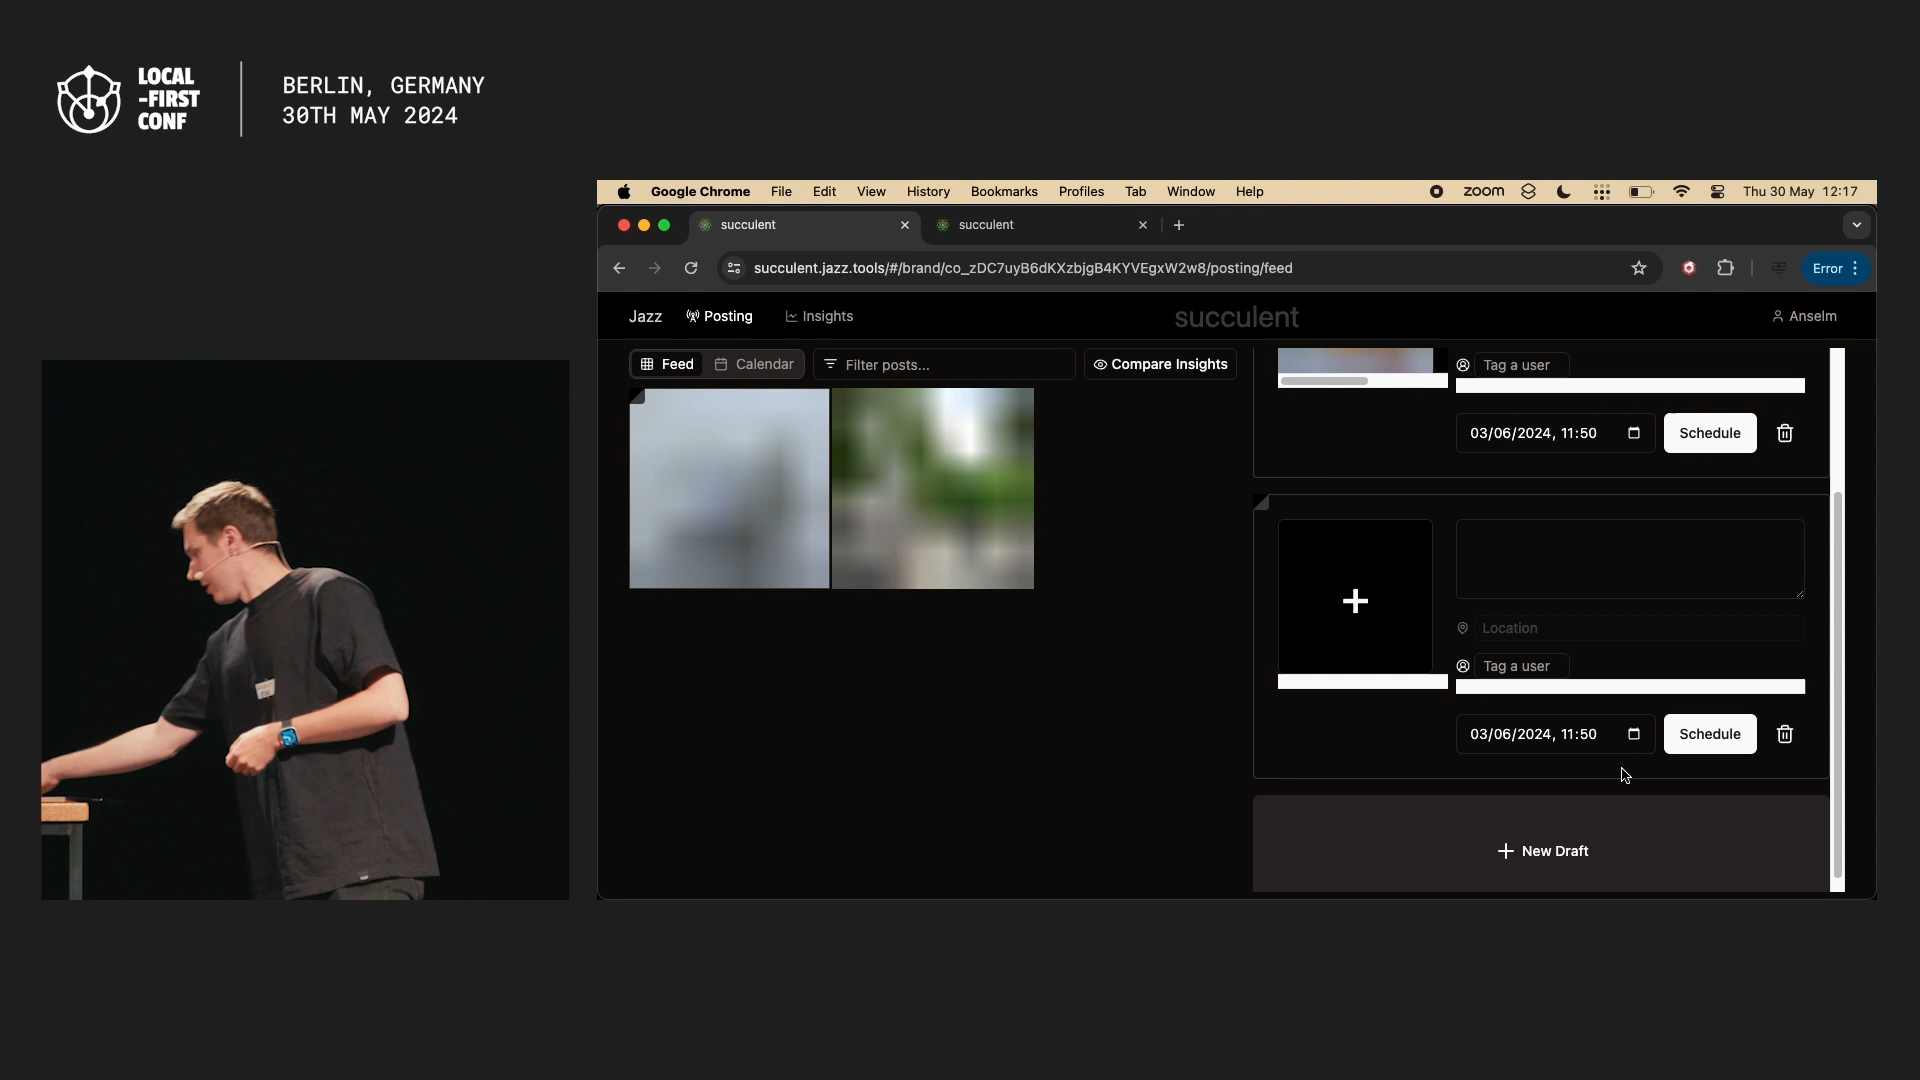 LOCAL
-FIRST
CONF
BERLIN, GERMANY
30TH MAY 2024
Google Chrome File Edit View History Bookmarks Profiles Tab Window Help
zoom Thu 30 May 12:17
succulent
succulent
succulent.jazz.tools/#/brand/co_zDC7uyB6dKXzbjgB4KYVEgxW2w8/posting/feed
Error
Jazz Posting Insights
succulent
Anselm
Feed Calendar Filter posts... Compare Insights
Tag a user
03/06/2024, 11:50 Schedule
Location
Tag a user
03/06/2024, 11:50 Schedule
New Draft